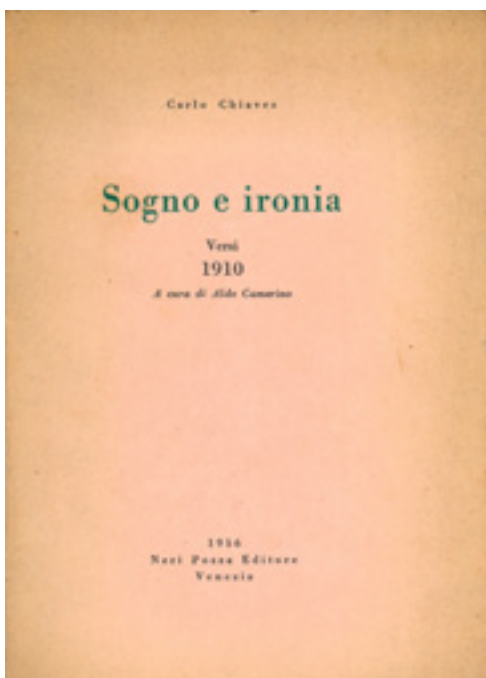 Carlo Chiaves
Sogno e ironia
Versi
1910
A cura di Aldo Camerino
1956
Neri Pozza Editore
Venezia